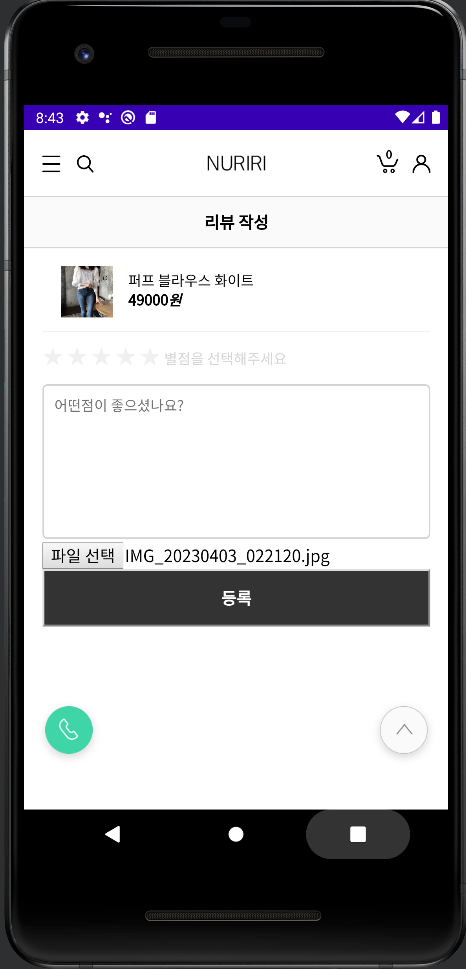 8:43
0
NURIRI
리뷰 작성
퍼프 블라우스 화이트
49000원
별점을 선택해주세요
어떤점이 좋으셨나요?
파일 선택 IMG_20230403_022120.jpg
등록